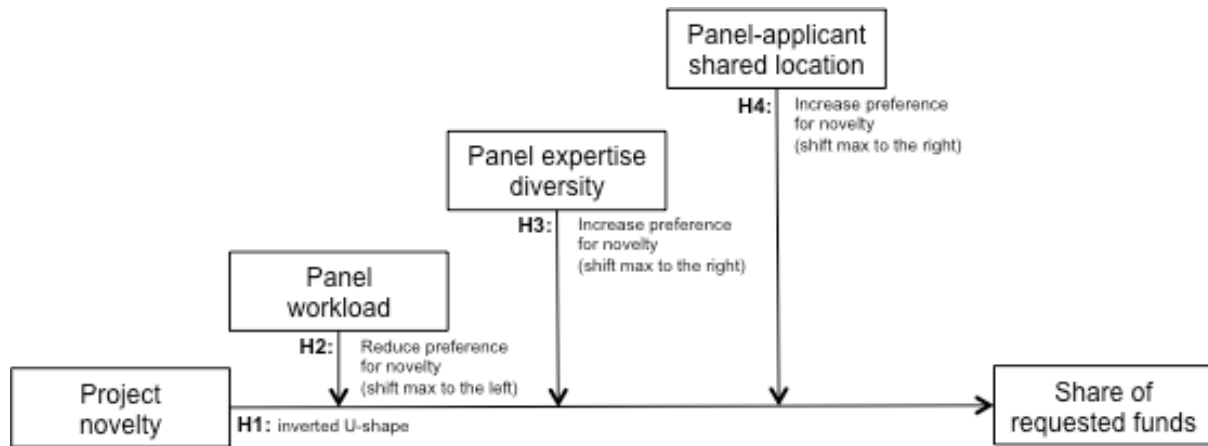 Panel-applicant
shared location
H4: Increase preference
for novelty
(shift max to the right)
Panel expertise
diversity
H3: Increase preference
for novelty
(shift max to the right)
Panel
workload
H2: Reduce preference
for novelty
(shift max to the left)
Project
novelty
H1: inverted U-shape
Share of
requested funds